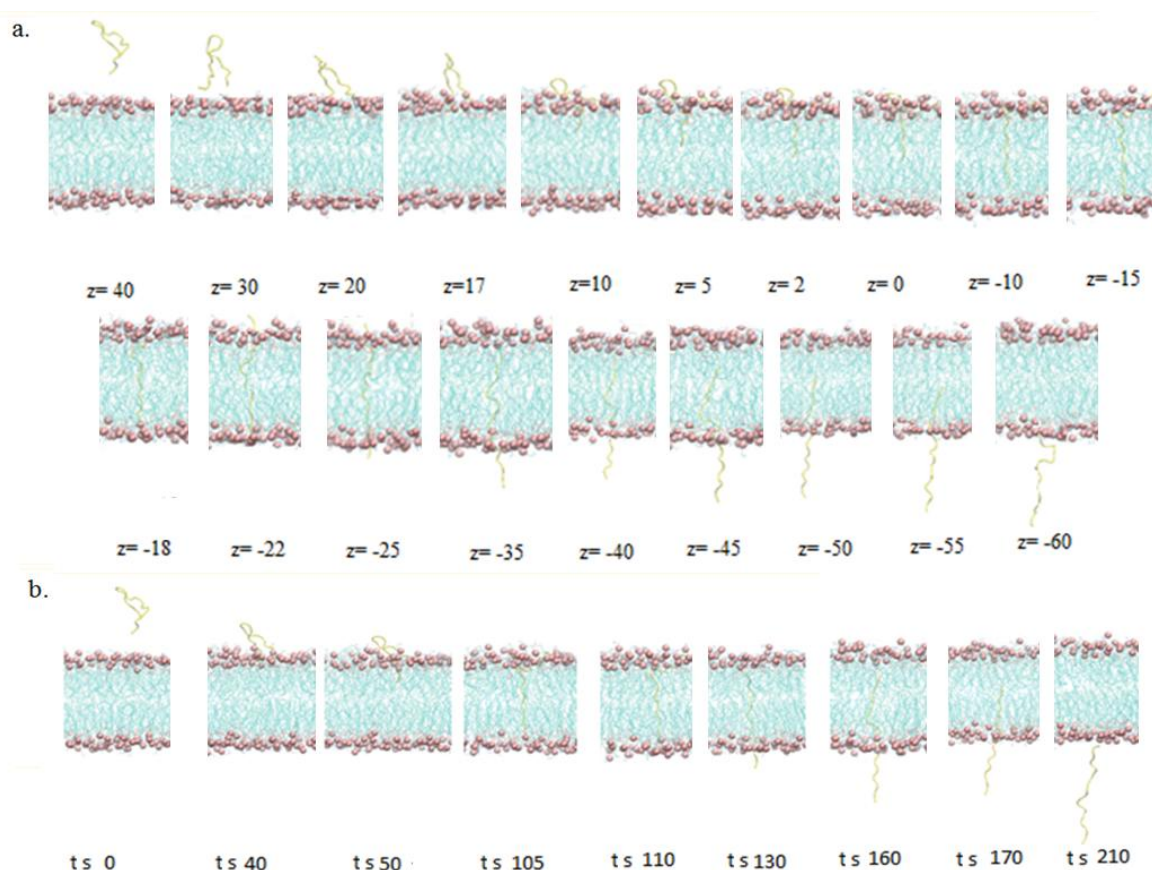 a.
z= 40 z= 30 z= 20 z=17 z=10 z= 5 z= 2 z= 0 z= -10 z= -15
z= -18 z= -22 z= -25 z= -35 z= -40 z= -45 z= -50 z= -55 z= -60
b.
t s 0 t s 40 t s 50 t s 105 t s 110 t s 130 t s 160 t s 170 t s 210